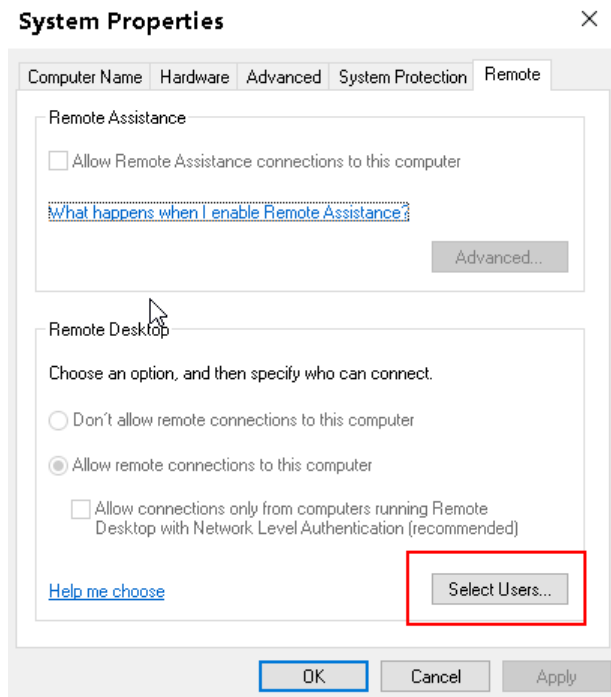 System Properties
Computer Name Hardware Advanced System Protection Remote
Remote Assistance
Allow Remote Assistance connections to this computer
What happens when I enable Remote Assistance?
Advanced...
Remote Desktop
Choose an option, and then specify who can connect.
Don´t allow remote connections to this computer
Allow remote connections to this computer
Allow connections only from computers running Remote
Desktop with Network Level Authentication (recommended)
Help me choose
Select Users...
OK Cancel Apply